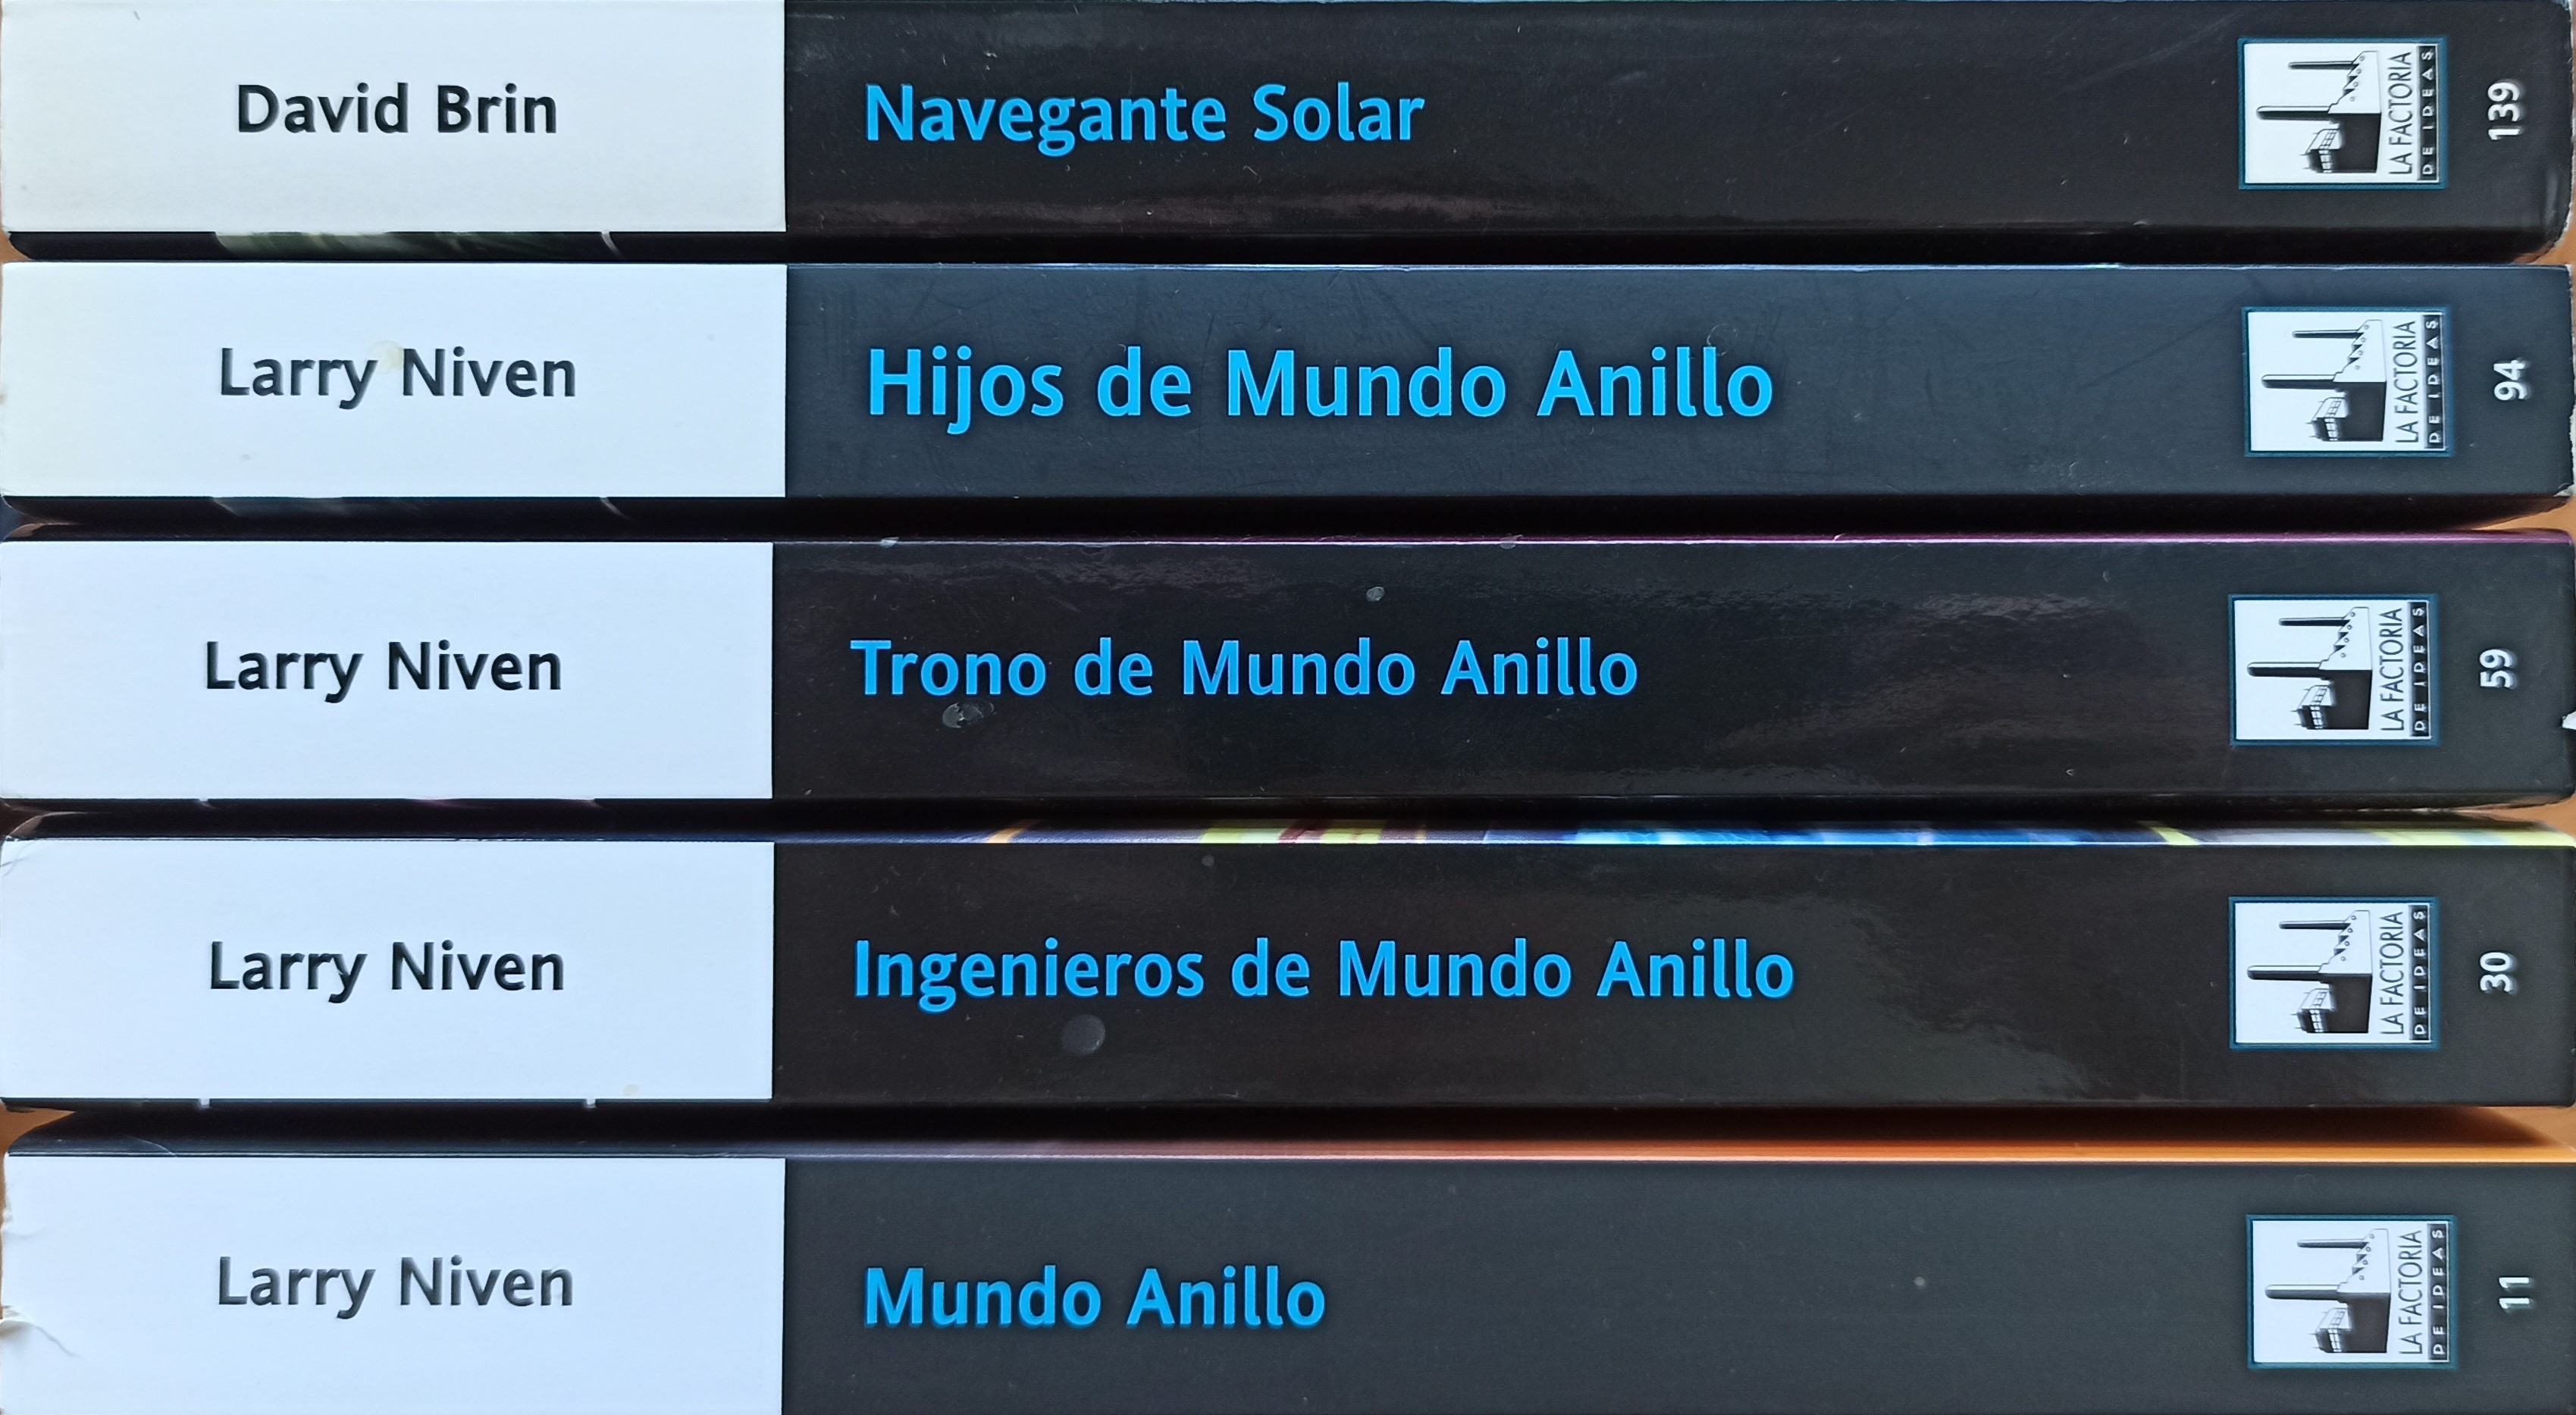 David Brin
Navegante Solar
LA FACTORIA
DE IDEAS
139
Larry Niven
Hijos de Mundo Anillo
LA FACTORIA
DE IDEAS
94
Larry Niven
Trono de Mundo Anillo
LA FACTORIA
DE IDEAS
59
Larry Niven
Ingenieros de Mundo Anillo
LA FACTORIA
DE IDEAS
30
Larry Niven
Mundo Anillo
LA FACTORIA
DE IDEAS
11